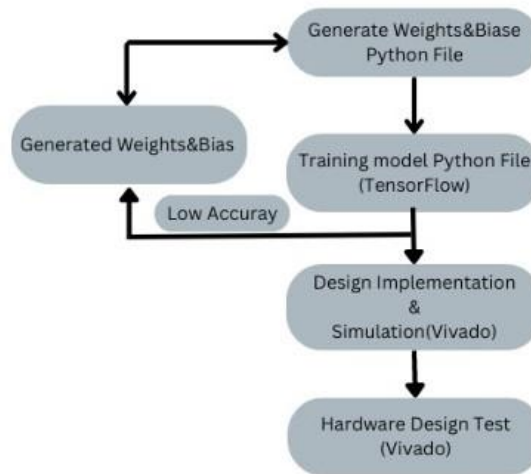 Generate Weights&Biase
Python File
Generated Weights&Bias
Training model Python File
(TensorFlow)
Low Accuray
Design Implementation
&
Simulation(Vivado)
Hardware Design Test
(Vivado)